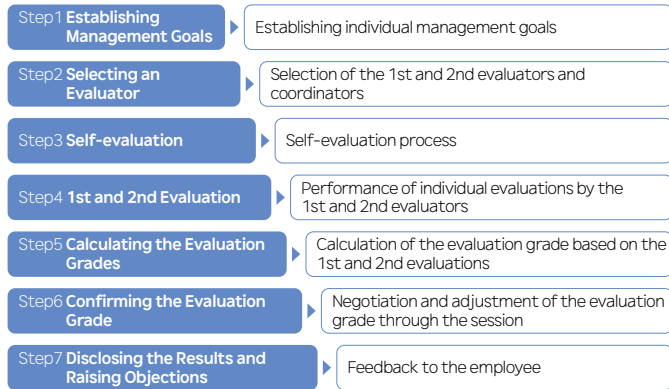 Step1 Establishing
Management Goals
Establishing individual management goals
Step2 Selecting an
Evaluator
Selection of the 1st and 2nd evaluators and
coordinators
Step3 Self-evaluation
Self-evaluation process
Step4 1st and 2nd Evaluation
Performance of individual evaluations by the
1st and 2nd evaluators
Step5 Calculating the Evaluation
Grades
Calculation of the evaluation grade based on the
1st and 2nd evaluations
Step6 Confirming the Evaluation
Grade
Negotiation and adjustment of the evaluation
grade through the session
Step7 Disclosing the Results and
Raising Objections
Feedback to the employee